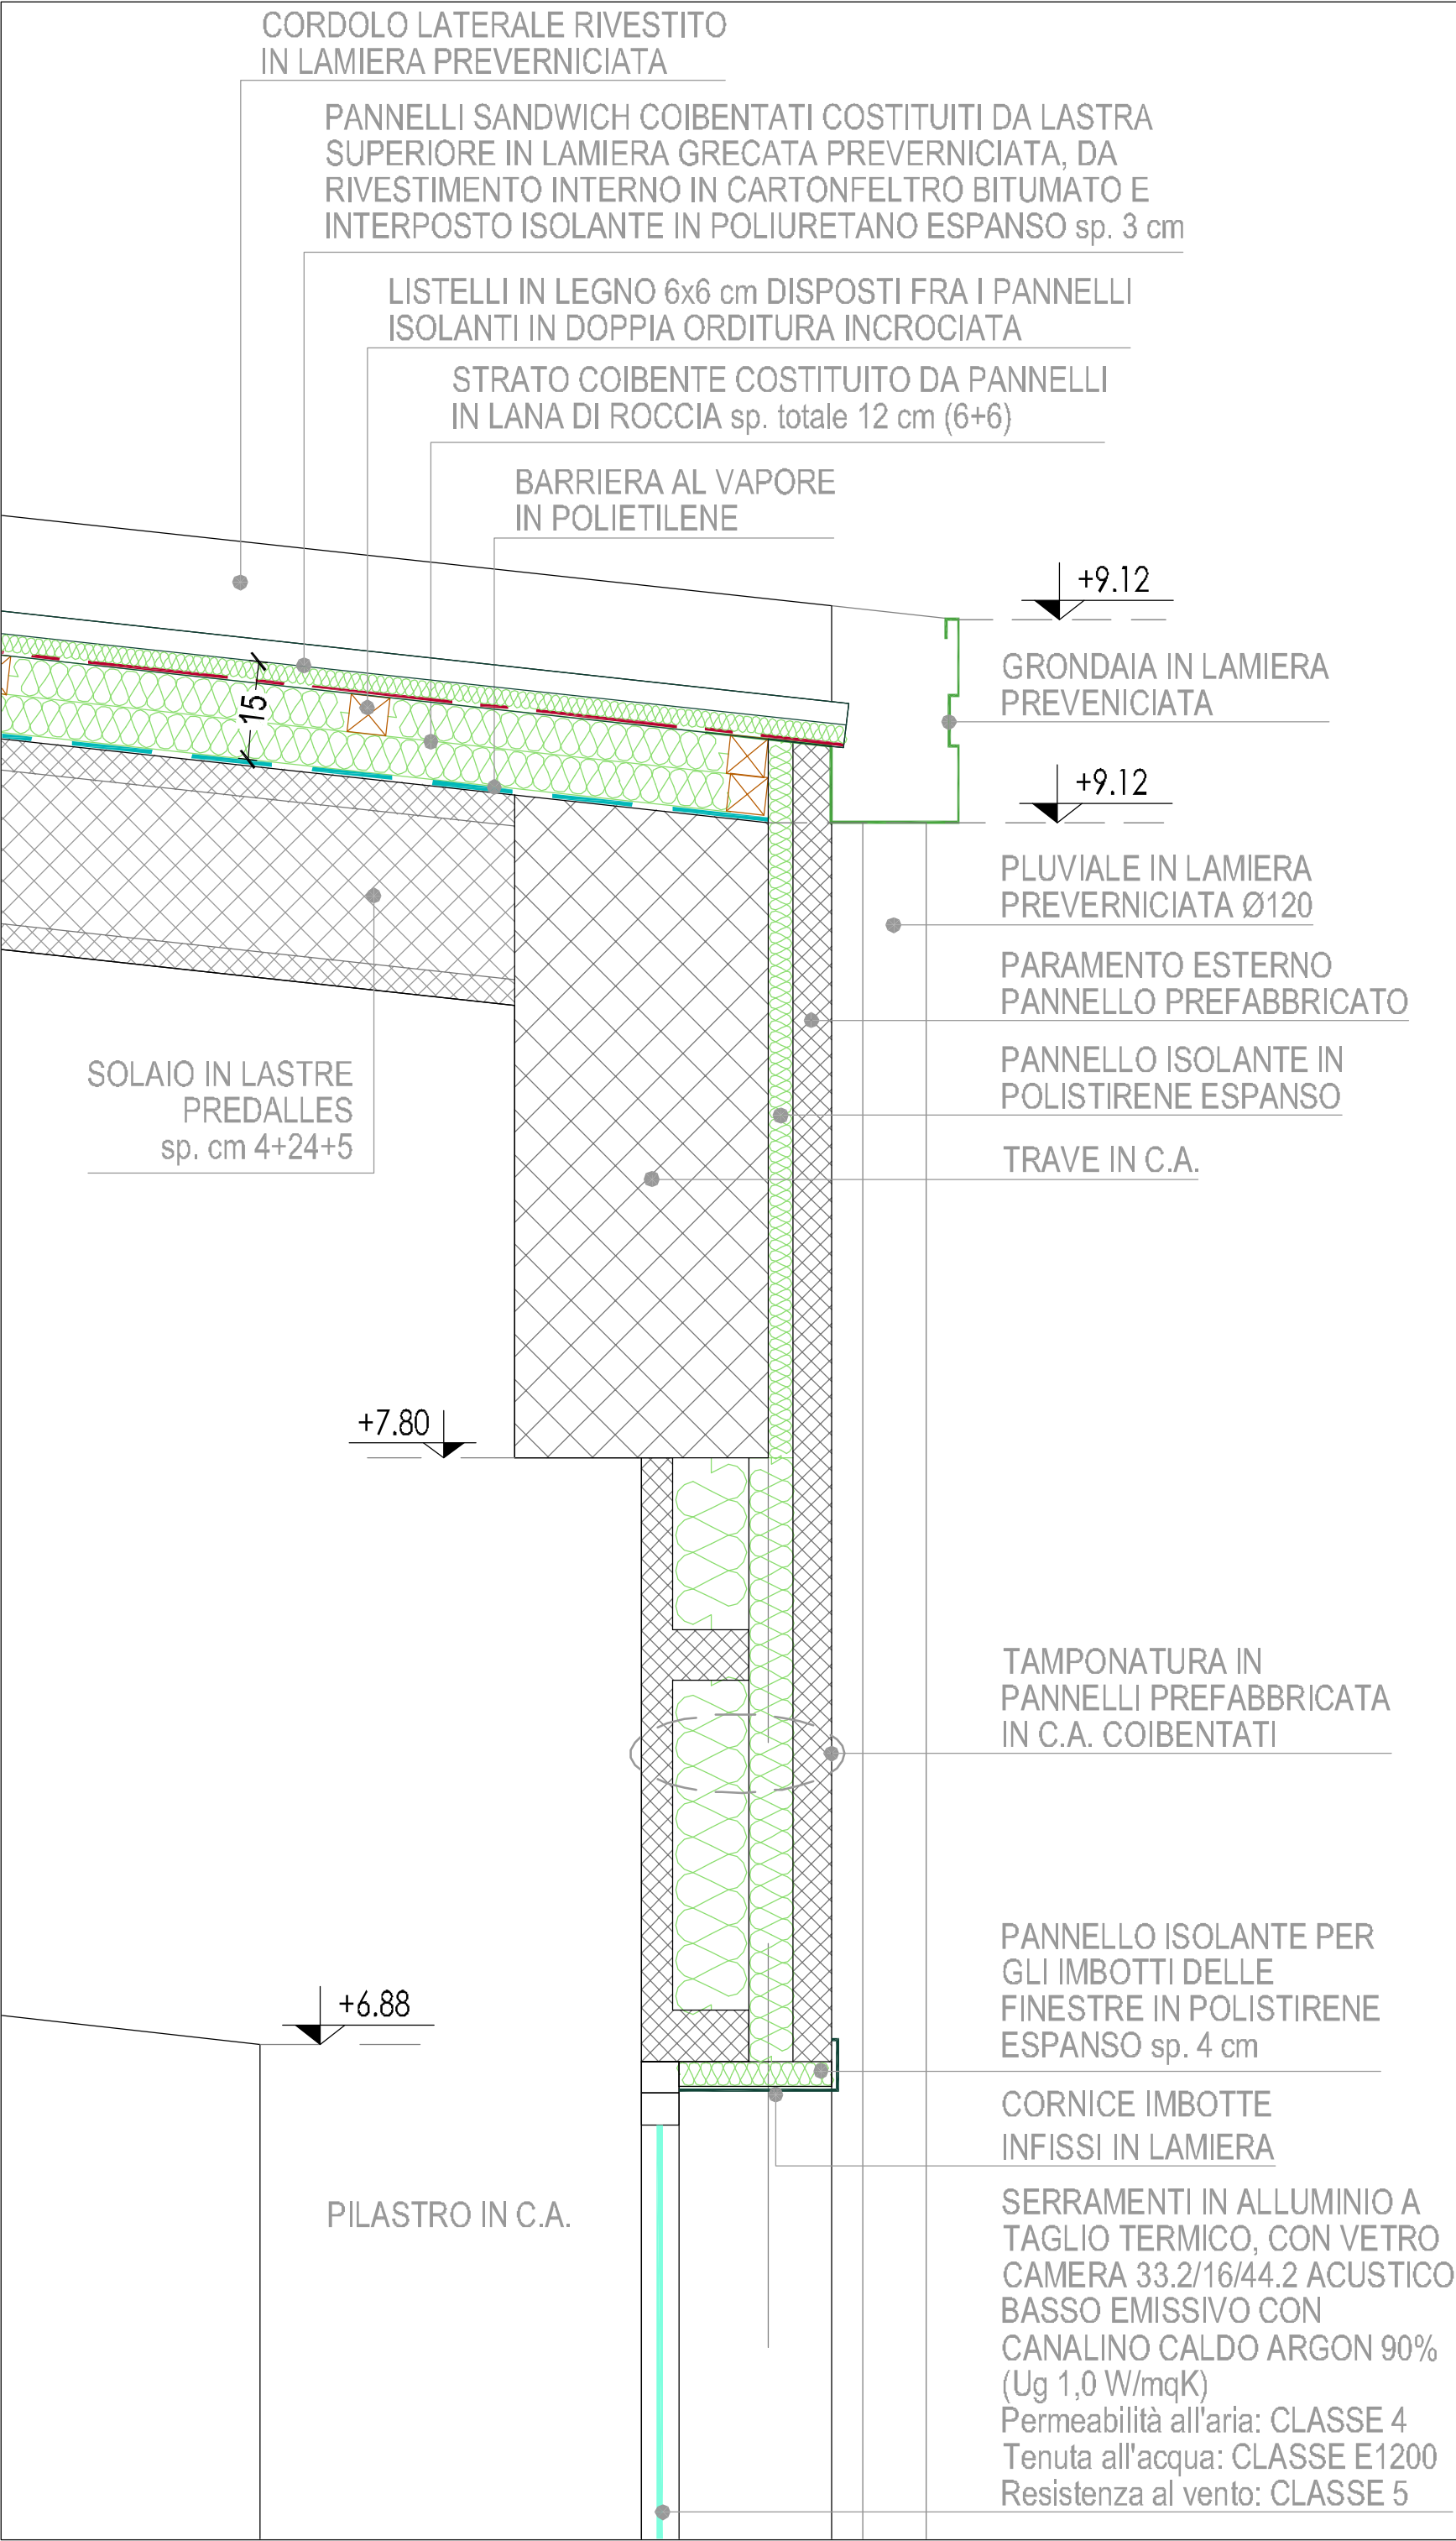 CORDOLO LATERALE RIVESTITO
IN LAMIERA PREVERNICIATA
PANNELLI SANDWICH COIBENTATI COSTITUITI DA LASTRA
SUPERIORE IN LAMIERA GRECATA PREVERNICIATA, DA
RIVESTIMENTO INTERNO IN CARTONFELTRO BITUMATO E
INTERPOSTO ISOLANTE IN POLIURETANO ESPANSO sp. 3 cm
LISTELLI IN LEGNO 6x6 cm DISPOSTI FRA I PANNELLI
ISOLANTI IN DOPPIA ORDITURA INCROCIATA
STRATO COIBENTE COSTITUITO DA PANNELLI
IN LANA DI ROCCIA sp. totale 12 cm (6+6)
BARRIERA AL VAPORE
IN POLIETILENE
+9.12
GRONDAIA IN LAMIERA
PREVENICIATA
15
+9.12
PLUVIALE IN LAMIERA
PREVERNICIATA Ø120
PARAMENTO ESTERNO
PANNELLO PREFABBRICATO
PANNELLO ISOLANTE IN
POLISTIRENE ESPANSO
SOLAIO IN LASTRE
PREDALLES
sp. cm 4+24+5
TRAVE IN C.A.
+7.80
TAMPONATURA IN
PANNELLI PREFABBRICATA
IN C.A. COIBENTATI
PANNELLO ISOLANTE PER
GLI IMBOTTI DELLE
FINESTRE IN POLISTIRENE
ESPANSO sp. 4 cm
+6.88
CORNICE IMBOTTE
INFISSI IN LAMIERA
PILASTRO IN C.A.
SERRAMENTI IN ALLUMINIO A
TAGLIO TERMICO, CON VETRO
CAMERA 33.2/16/44.2 ACUSTICO
BASSO EMISSIVO CON
CANALINO CALDO ARGON 90%
(Ug 1,0 W/mqK)
Permeabilità all'aria: CLASSE 4
Tenuta all'acqua: CLASSE E1200
Resistenza al vento: CLASSE 5